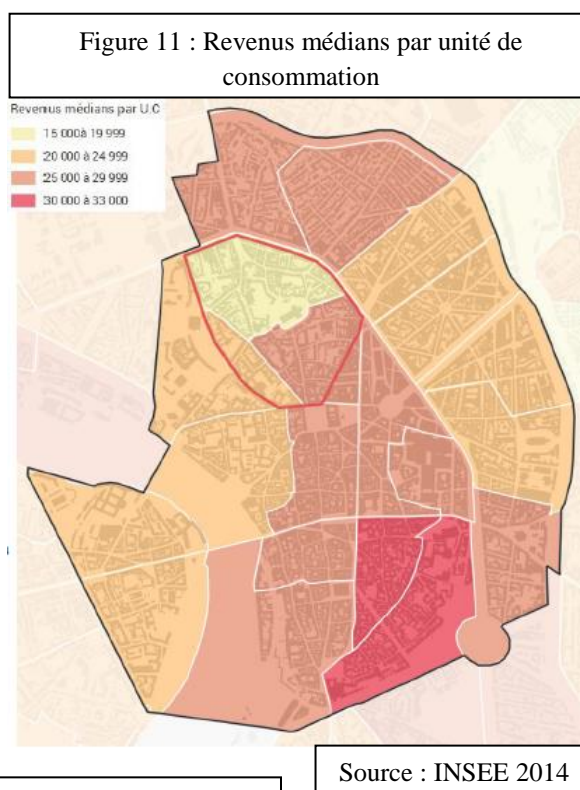 Figure 11 : Revenus médians par unité de
consommation
Revenus médians par U.C
15 000à 19 999
20 000 à 24 999
25 000 à 29 999
30 000 à 33 000
Source : INSEE 2014